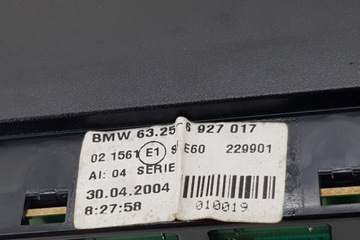 BMW 63.25 6 927 017
02 1561 E1 9 E60 229901
AI: 04 SERIE
30.04.2004
8:27:58
010019